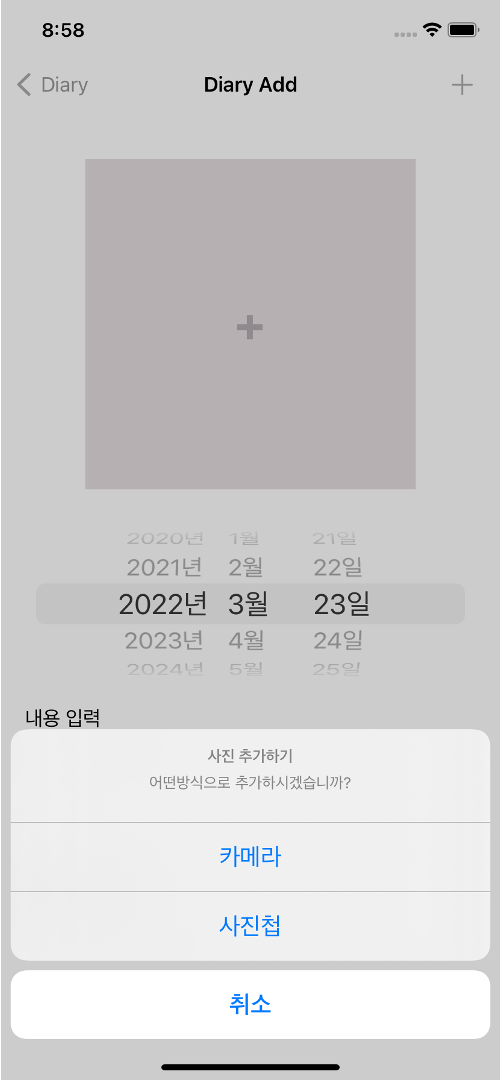 8:58
Diary
Diary Add
2020년 1월 21일
2021년 2월 22일
2022년 3월 23일
2023년 4월 24일
2024년 5월 25일
내용 입력
사진 추가하기
어떤방식으로 추가하시겠습니까?
카메라
사진첩
취소